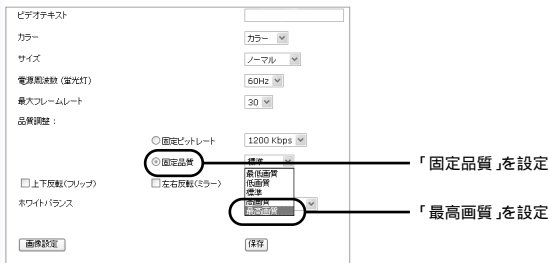 ビデオテキスト
カラー カラー
サイズ ノーマル
電源周波数 (蛍光灯) 60Hz
最大フレームレート 30
品質調整:
固定ビットレート 1200 Kbps
固定品質 標準 「固定品質」を設定
最低画質
上下反転(フリップ) 左右反転(ミラー) 低画質
標準
ホワイトバランス 高画質
最高画質 「最高画質」を設定
画像設定 保存